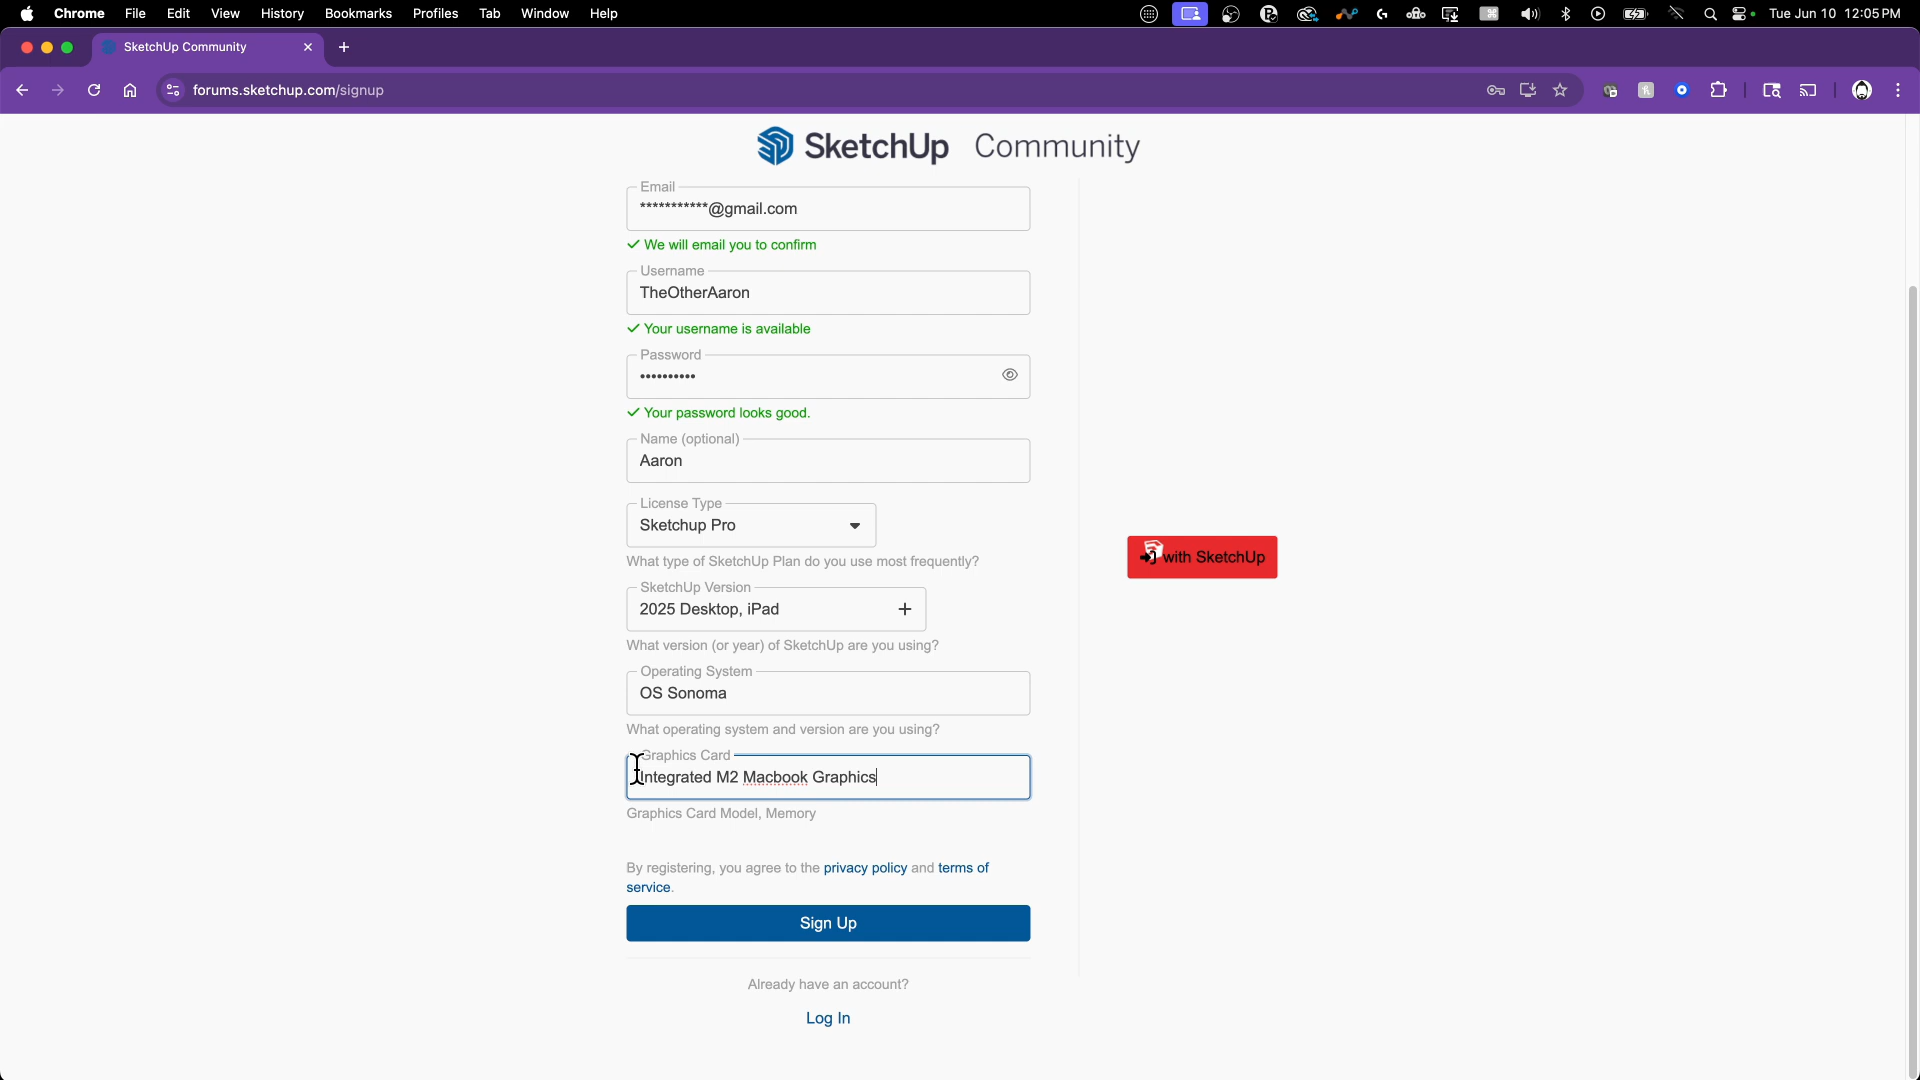 Chrome File Edit View History Bookmarks Profiles Tab Window Help Tue Jun 10 12:05 PM
SketchUp Community
forums.sketchup.com/signup
SketchUp Community
Email
***********@gmail.com
We will email you to confirm
Username
TheOtherAaron
Your username is available
Password
••••••••••
Your password looks good.
Name (optional)
Aaron
License Type
Sketchup Pro
What type of SketchUp Plan do you use most frequently?
with SketchUp
SketchUp Version
2025 Desktop, iPad
What version (or year) of SketchUp are you using?
Operating System
OS Sonoma
What operating system and version are you using?
Graphics Card
Integrated M2 Macbook Graphics
Graphics Card Model, Memory
By registering, you agree to the privacy policy and terms of
service.
Sign Up
Already have an account?
Log In